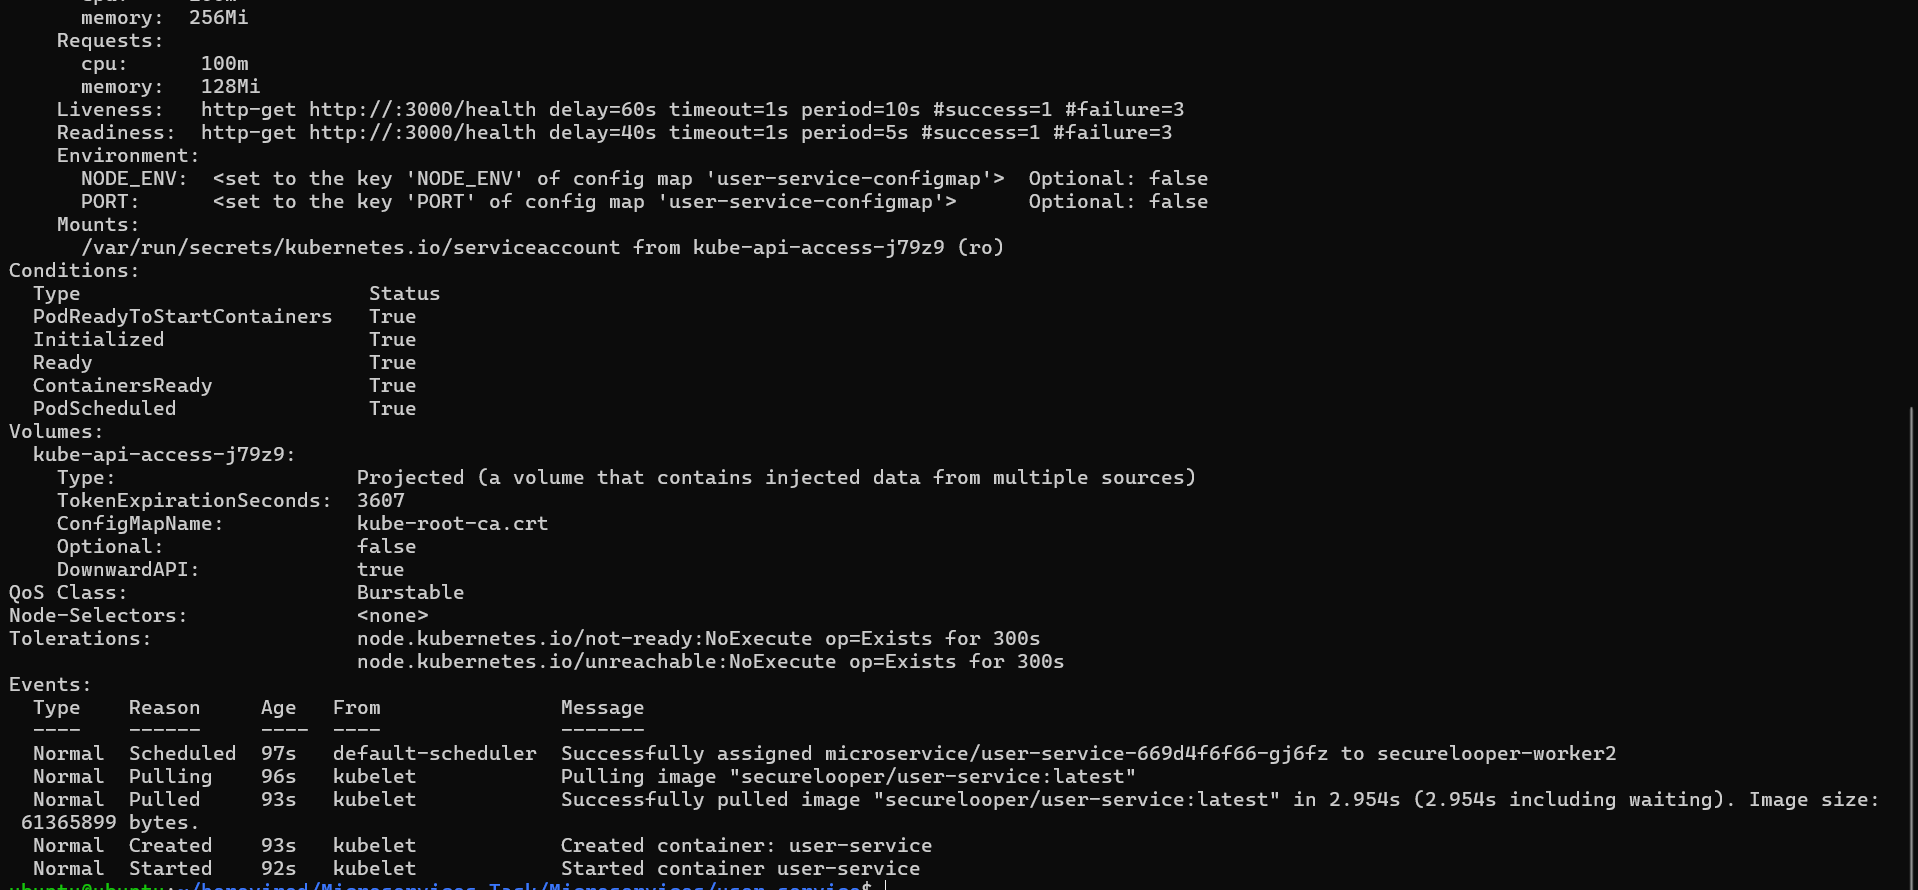 memory:  256Mi
Requests:
cpu:      100m
memory:   128Mi
Liveness:   http-get http://:3000/health delay=60s timeout=1s period=10s #success=1 #failure=3
Readiness:  http-get http://:3000/health delay=40s timeout=1s period=5s #success=1 #failure=3
Environment:
NODE_ENV:  <set to the key 'NODE_ENV' of config map 'user-service-configmap'>  Optional: false
PORT:      <set to the key 'PORT' of config map 'user-service-configmap'>      Optional: false
Mounts:
/var/run/secrets/kubernetes.io/serviceaccount from kube-api-access-j79z9 (ro)
Conditions:
Type                        Status
PodReadyToStartContainers   True
Initialized                 True
Ready                       True
ContainersReady             True
PodScheduled                True
Volumes:
kube-api-access-j79z9:
Type:                    Projected (a volume that contains injected data from multiple sources)
TokenExpirationSeconds:  3607
ConfigMapName:           kube-root-ca.crt
Optional:                false
DownwardAPI:             true
QoS Class:                   Burstable
Node-Selectors:              <none>
Tolerations:                 node.kubernetes.io/not-ready:NoExecute op=Exists for 300s
node.kubernetes.io/unreachable:NoExecute op=Exists for 300s
Events:
Type    Reason     Age   From               Message
----    ------     ----  ----               -------
Normal  Scheduled  97s   default-scheduler  Successfully assigned microservice/user-service-669d4f6f66-gj6fz to securelooper-worker2
Normal  Pulling    96s   kubelet            Pulling image "securelooper/user-service:latest"
Normal  Pulled     93s   kubelet            Successfully pulled image "securelooper/user-service:latest" in 2.954s (2.954s including waiting). Image size:
61365899 bytes.
Normal  Created    93s   kubelet            Created container: user-service
Normal  Started    92s   kubelet            Started container user-service